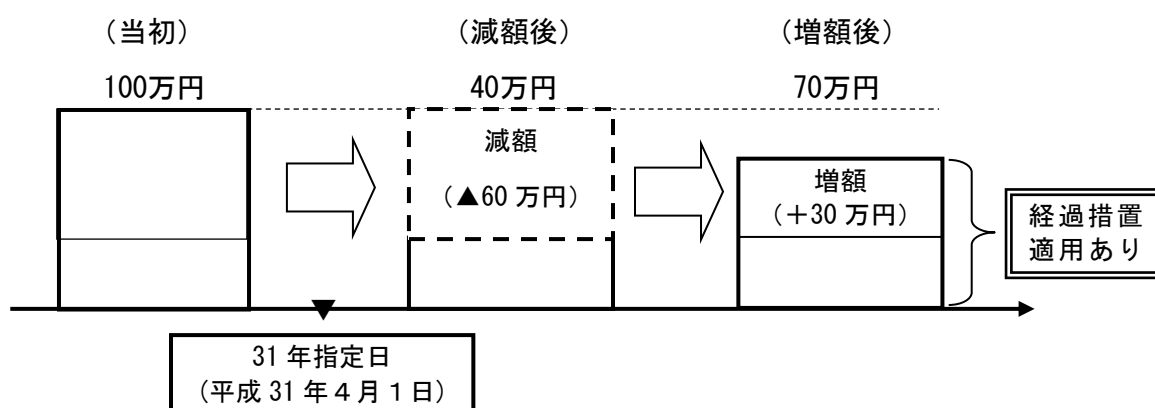 （当初）
（減額後）
（増額後）
100万円
40万円
70万円
減額
（▲60 万円）
増額
（＋30 万円）
経過措置
適用あり
31 年指定日
（平成 31 年４月１日）